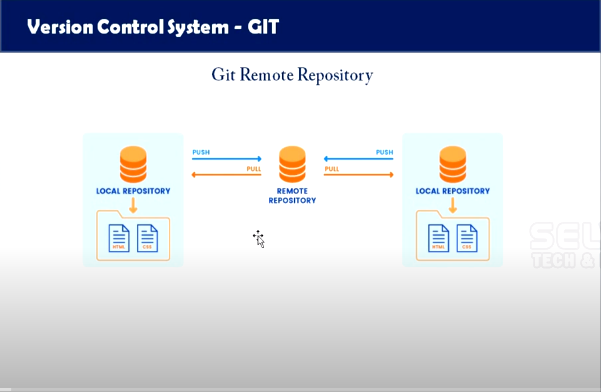 Version Control System - GIT
Git Remote Repository
PUSH
PULL
PUSH
PULL
LOCAL REPOSITORY
REMOTE
REPOSITORY
LOCAL REPOSITORY
HTML
CSS
HTML
CSS
TECH &